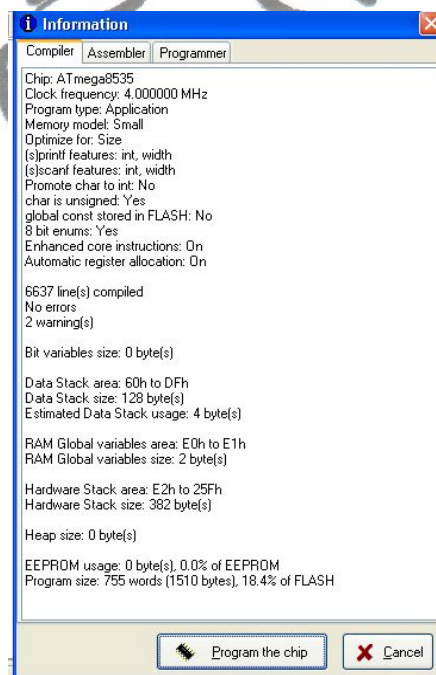 Information
Compiler Assembler Programmer
Chip: ATmega8535
Clock frequency: 4.000000 MHz
Program type: Application
Memory model: Small
Optimize for: Size
(s)printf features: int, width
(s)scanf features: int, width
Promote char to int: No
char is unsigned: Yes
global const stored in FLASH: No
8 bit enums: Yes
Enhanced core instructions: On
Automatic register allocation: On
6637 line(s) compiled
No errors
2 warning(s)
Bit variables size: 0 byte(s)
Data Stack area: 60h to DFh
Data Stack size: 128 byte(s)
Estimated Data Stack usage: 4 byte(s)
RAM Global variables area: E0h to E1h
RAM Global variables size: 2 byte(s)
Hardware Stack area: E2h to 25Fh
Hardware Stack size: 382 byte(s)
Heap size: 0 byte(s)
EEPROM usage: 0 byte(s), 0.0% of EEPROM
Program size: 755 words (1510 bytes), 18.4% of FLASH
Program the chip Cancel